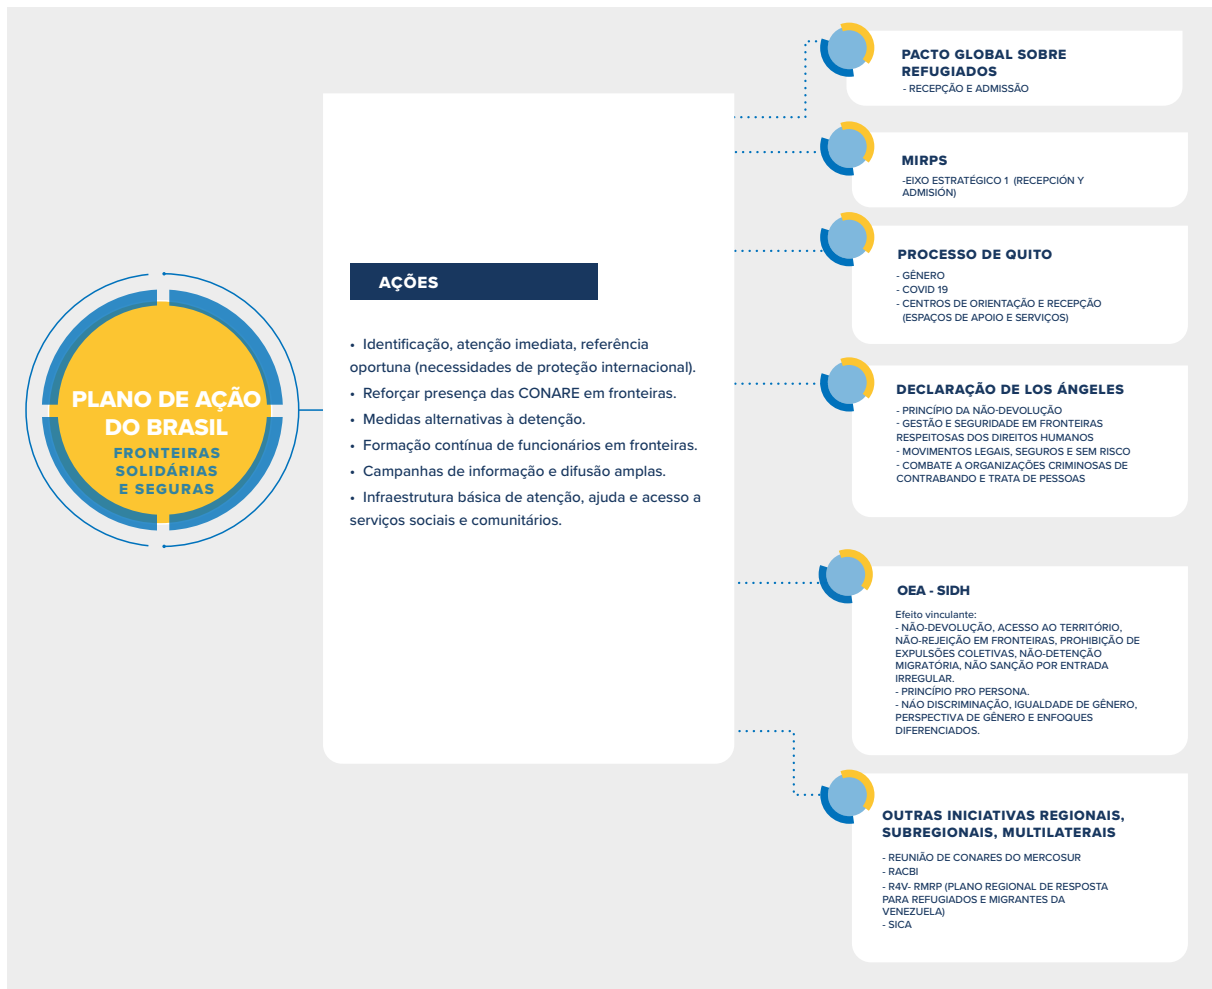 PLANO DE AÇÃO
DO BRASIL
FRONTEIRAS
SOLIDÁRIAS
E SEGURAS
AÇÕES
• Identificação, atenção imediata, referência
oportuna (necessidades de proteção internacional).
• Reforçar presença das CONARE em fronteiras.
• Medidas alternativas à detenção.
• Formação contínua de funcionários em fronteiras.
• Campanhas de informação e difusão amplas.
• Infraestrutura básica de atenção, ajuda e acesso a
serviços sociais e comunitários.
PACTO GLOBAL SOBRE
REFUGIADOS
- RECEPÇÃO E ADMISSÃO
MIRPS
-EIXO ESTRATÉGICO 1 (RECEPCIÓN Y
ADMISIÓN)
PROCESSO DE QUITO
- GÊNERO
- COVID 19
- CENTROS DE ORIENTAÇÃO E RECEPÇÃO
(ESPAÇOS DE APOIO E SERVIÇOS)
DECLARAÇÃO DE LOS ÁNGELES
- PRINCÍPIO DA NÃO-DEVOLUÇÃO
- GESTÃO E SEGURIDADE EM FRONTEIRAS
RESPEITOSAS DOS DIREITOS HUMANOS
- MOVIMENTOS LEGAIS, SEGUROS E SEM RISCO
- COMBATE A ORGANIZAÇÕES CRIMINOSAS DE
CONTRABANDO E TRATA DE PESSOAS
OEA - SIDH
Efeito vinculante:
- NÃO-DEVOLUÇÃO, ACESSO AO TERRITÓRIO,
NÃO-REJEIÇÃO EM FRONTEIRAS, PROHIBIÇÃO DE
EXPULSÕES COLETIVAS, NÃO-DETENÇÃO
MIGRATÓRIA, NÃO SANÇÃO POR ENTRADA
IRREGULAR.
- PRINCÍPIO PRO PERSONA.
- NÁO DISCRIMINAÇÃO, IGUALDADE DE GÊNERO,
PERSPECTIVA DE GÊNERO E ENFOQUES
DIFERENCIADOS.
OUTRAS INICIATIVAS REGIONAIS,
SUBREGIONAIS, MULTILATERAIS
- REUNIÃO DE CONARES DO MERCOSUR
- RACBI
- R4V- RMRP (PLANO REGIONAL DE RESPOSTA
PARA REFUGIADOS E MIGRANTES DA
VENEZUELA)
- SICA